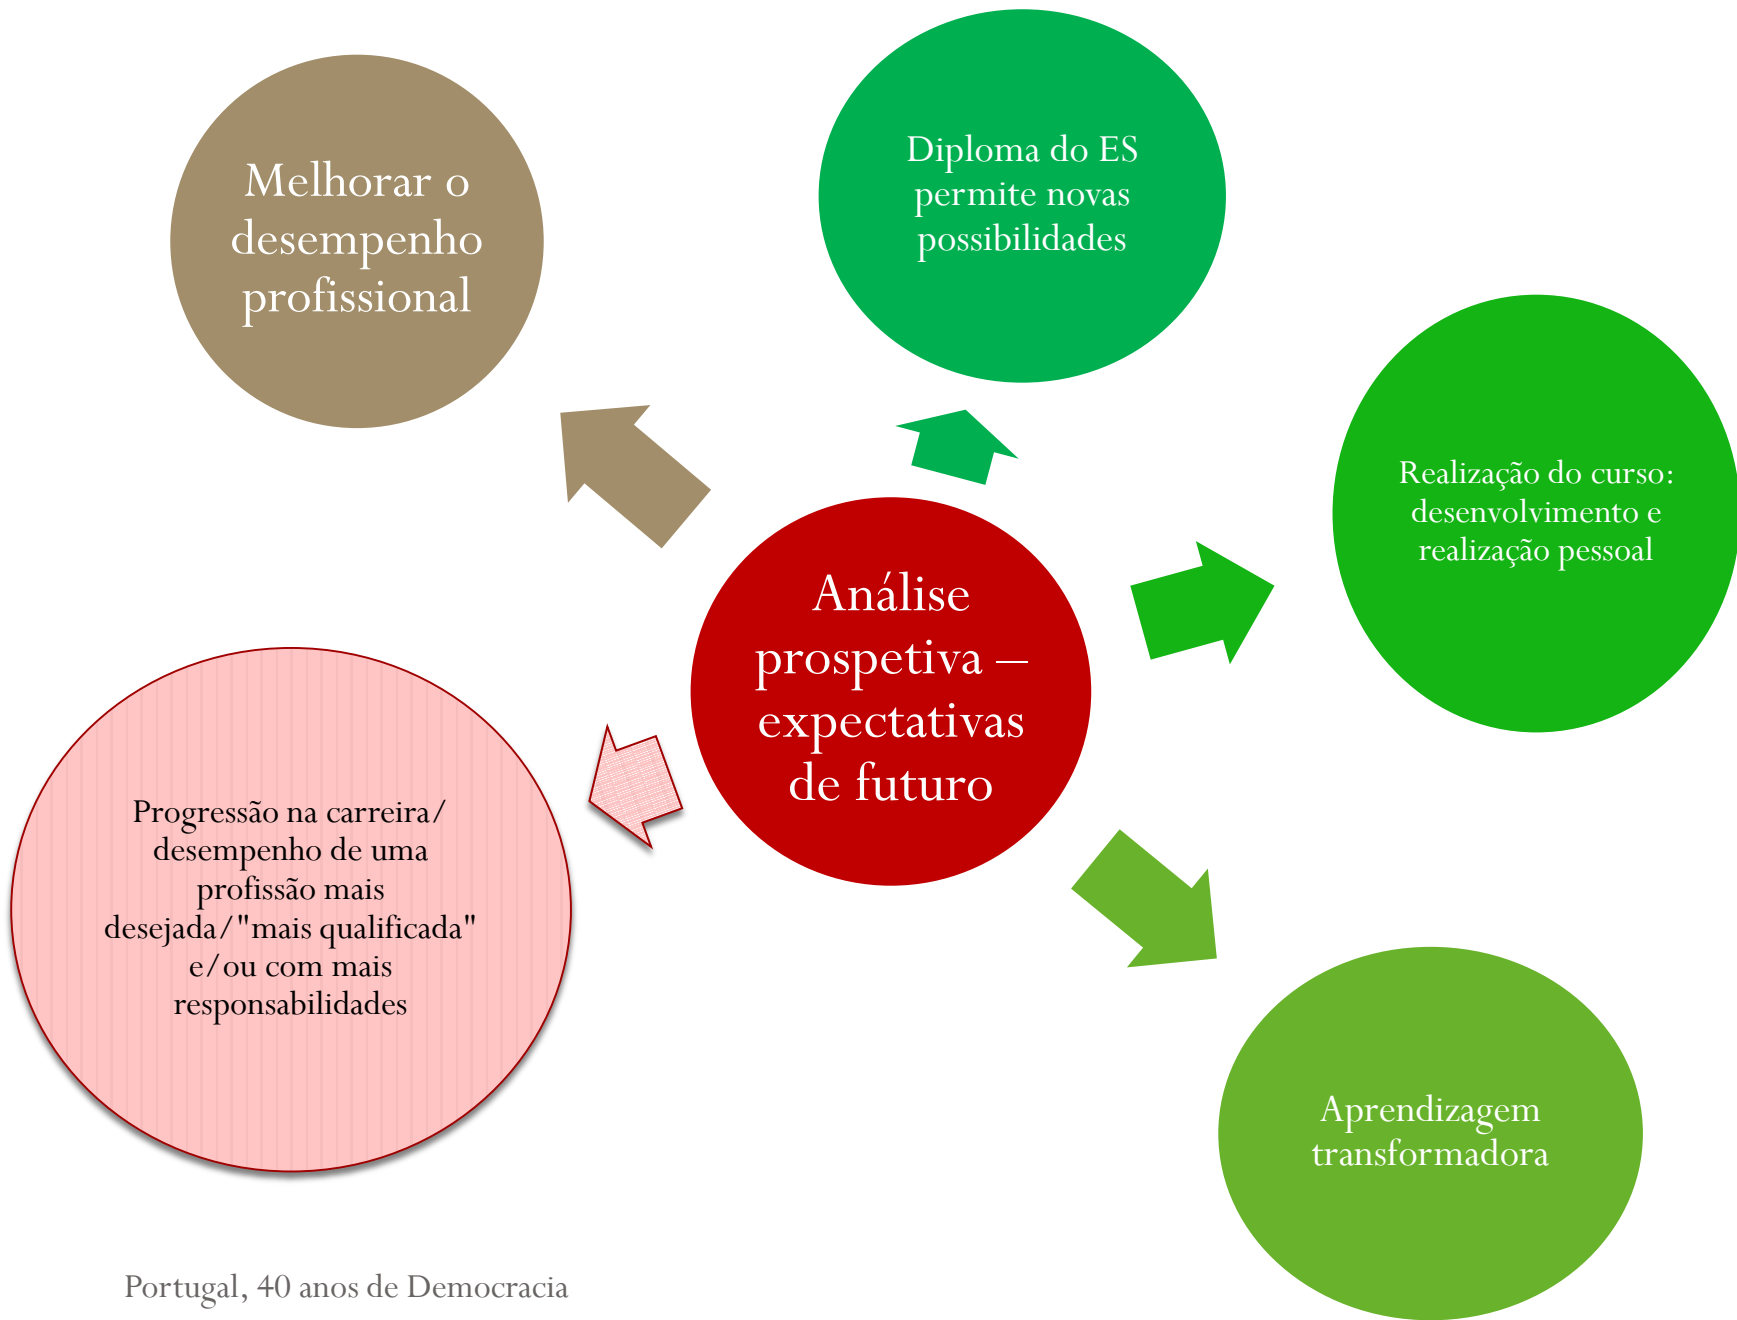 Melhorar o
desempenho
profissional
Diploma do ES
permite novas
possibilidades
Realização do curso:
desenvolvimento e
realização pessoal
Análise
prospetiva –
expectativas
de futuro
Progressão na carreira/
desempenho de uma
profissão mais
desejada/"mais qualificada"
e/ou com mais
responsabilidades
Aprendizagem
transformadora
Portugal, 40 anos de Democracia